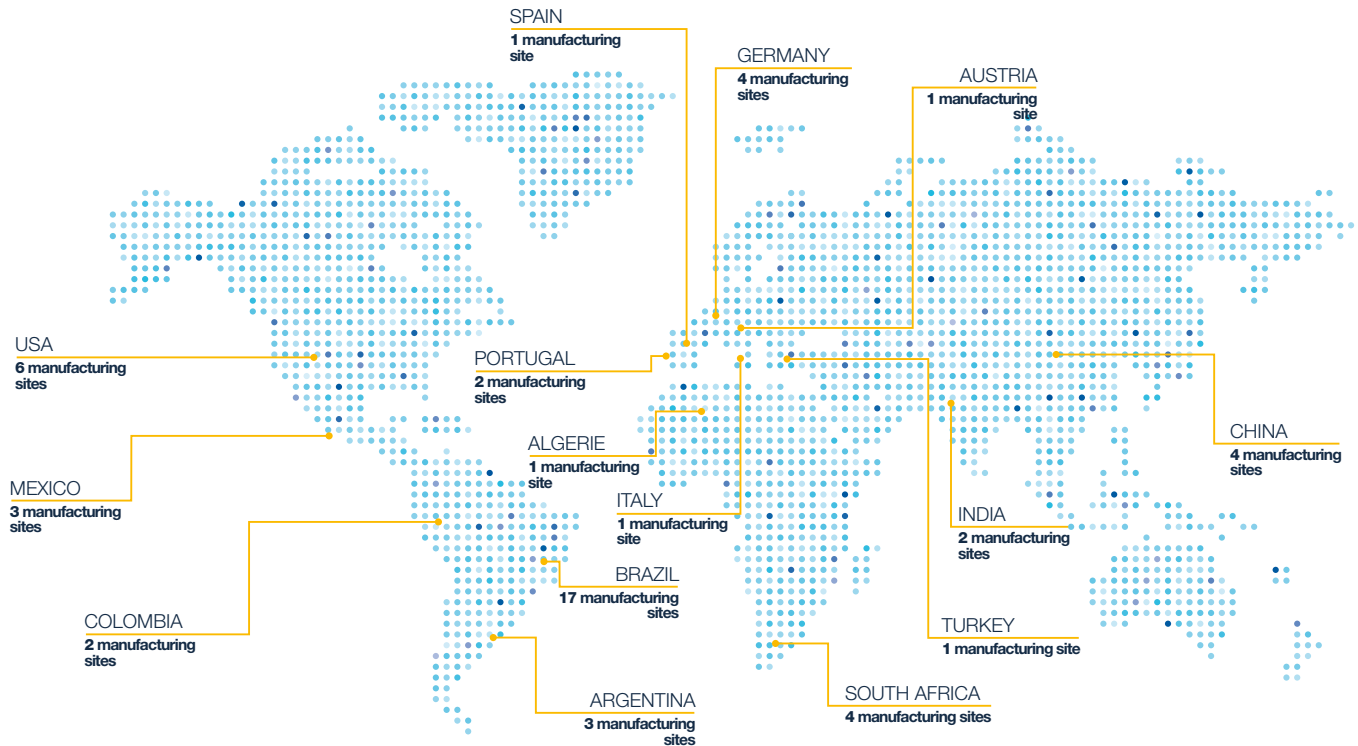 SPAIN
1 manufacturing
site
GERMANY
4 manufacturing
sites
AUSTRIA
1 manufacturing
site
USA
6 manufacturing
sites
PORTUGAL
2 manufacturing
sites
ALGERIE
1 manufacturing
site
CHINA
4 manufacturing
sites
MEXICO
3 manufacturing
sites
ITALY
1 manufacturing
site
INDIA
2 manufacturing
sites
BRAZIL
17 manufacturing
sites
COLOMBIA
2 manufacturing
sites
TURKEY
1 manufacturing site
ARGENTINA
3 manufacturing
sites
SOUTH AFRICA
4 manufacturing sites